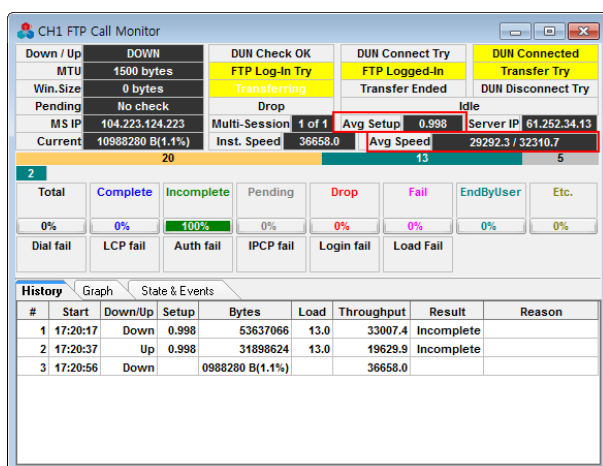 CH1 FTP Call Monitor
Down / Up DOWN DUN Check OK DUN Connect Try DUN Connected
MTU 1500 bytes FTP Log-In Try FTP Logged-In Transfer Try
Win.Size 0 bytes Transferring Transfer Ended DUN Disconnect Try
Pending No check Drop Idle
MS IP 104.223.124.223 Multi-Session 1 of 1 Avg Setup 0.998 Server IP 61.252.34.13
Current 10988280 B(1.1%) Inst. Speed 36658.0 Avg Speed 29292.3 / 32310.7
20 13 5
2
Total Complete Incomplete Pending Drop Fail EndByUser Etc.
0% 0% 100% 0% 0% 0% 0% 0%
Dial fail LCP fail Auth fail IPCP fail Login fail Load Fail
History Graph State & Events
# Start Down/Up Setup Bytes Load Throughput Result Reason
1 17:20:17 Down 0.998 53637066 13.0 33007.4 Incomplete
2 17:20:37 Up 0.998 31898624 13.0 19629.9 Incomplete
3 17:20:56 Down 0988280 B(1.1%) 36658.0